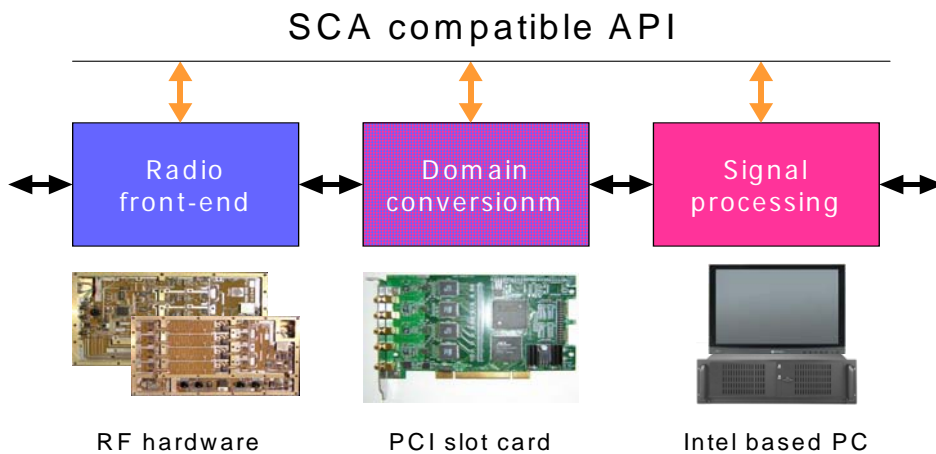 SCA compatible API
Radio
front-end
Domain
conversionm
Signal
processing
RF hardware
PCI slot card
Intel based PC